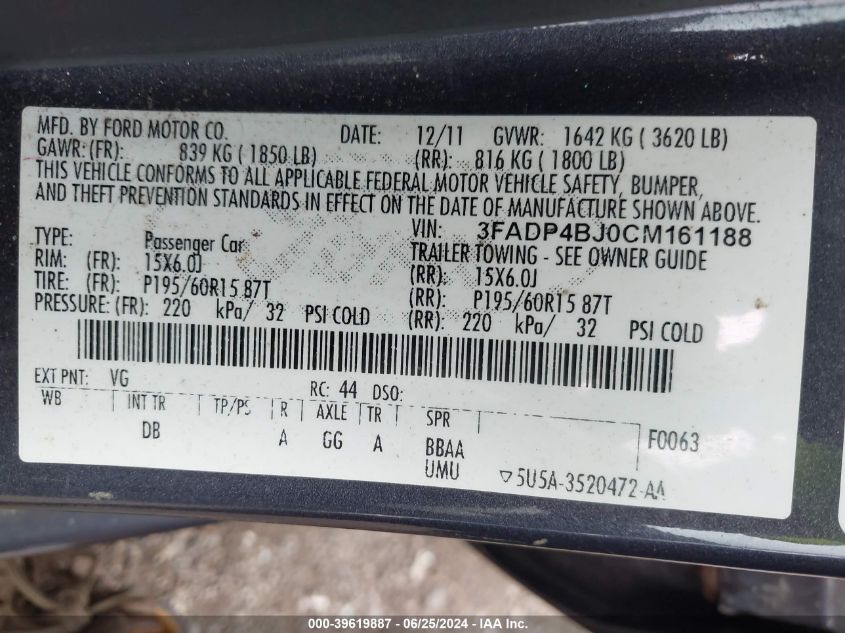 MFD. BY FORD MOTOR CO. DATE: 12/11 GVWR: 1642 KG ( 3620 LB)
GAWR: (FR): 839 KG ( 1850 LB) (RR): 816 KG ( 1800 LB)
THIS VEHICLE CONFORMS TO ALL APPLICABLE FEDERAL MOTOR VEHICLE SAFETY, BUMPER,
AND THEFT PREVENTION STANDARDS IN EFFECT ON THE DATE OF MANUFACTURE SHOWN ABOVE.
VIN: 3FADP4BJ0CM161188
TYPE: Passenger Car TRAILER TOWING - SEE OWNER GUIDE
RIM: (FR): 15X6.0J (RR): 15X6.0J
TIRE: (FR): P195/60R15 87T (RR): P195/60R15 87T
PRESSURE: (FR): 220 kPa/ 32 PSI COLD (RR): 220 kPa/ 32 PSI COLD
EXT PNT: VG RC: 44 DSO:
WB INT TR TP/PS R AXLE TR SPR
DB A GG A BBAA F0063
UMU ▽5U5A-3520472-AA
000-39619887 - 06/25/2024 - IAA Inc.